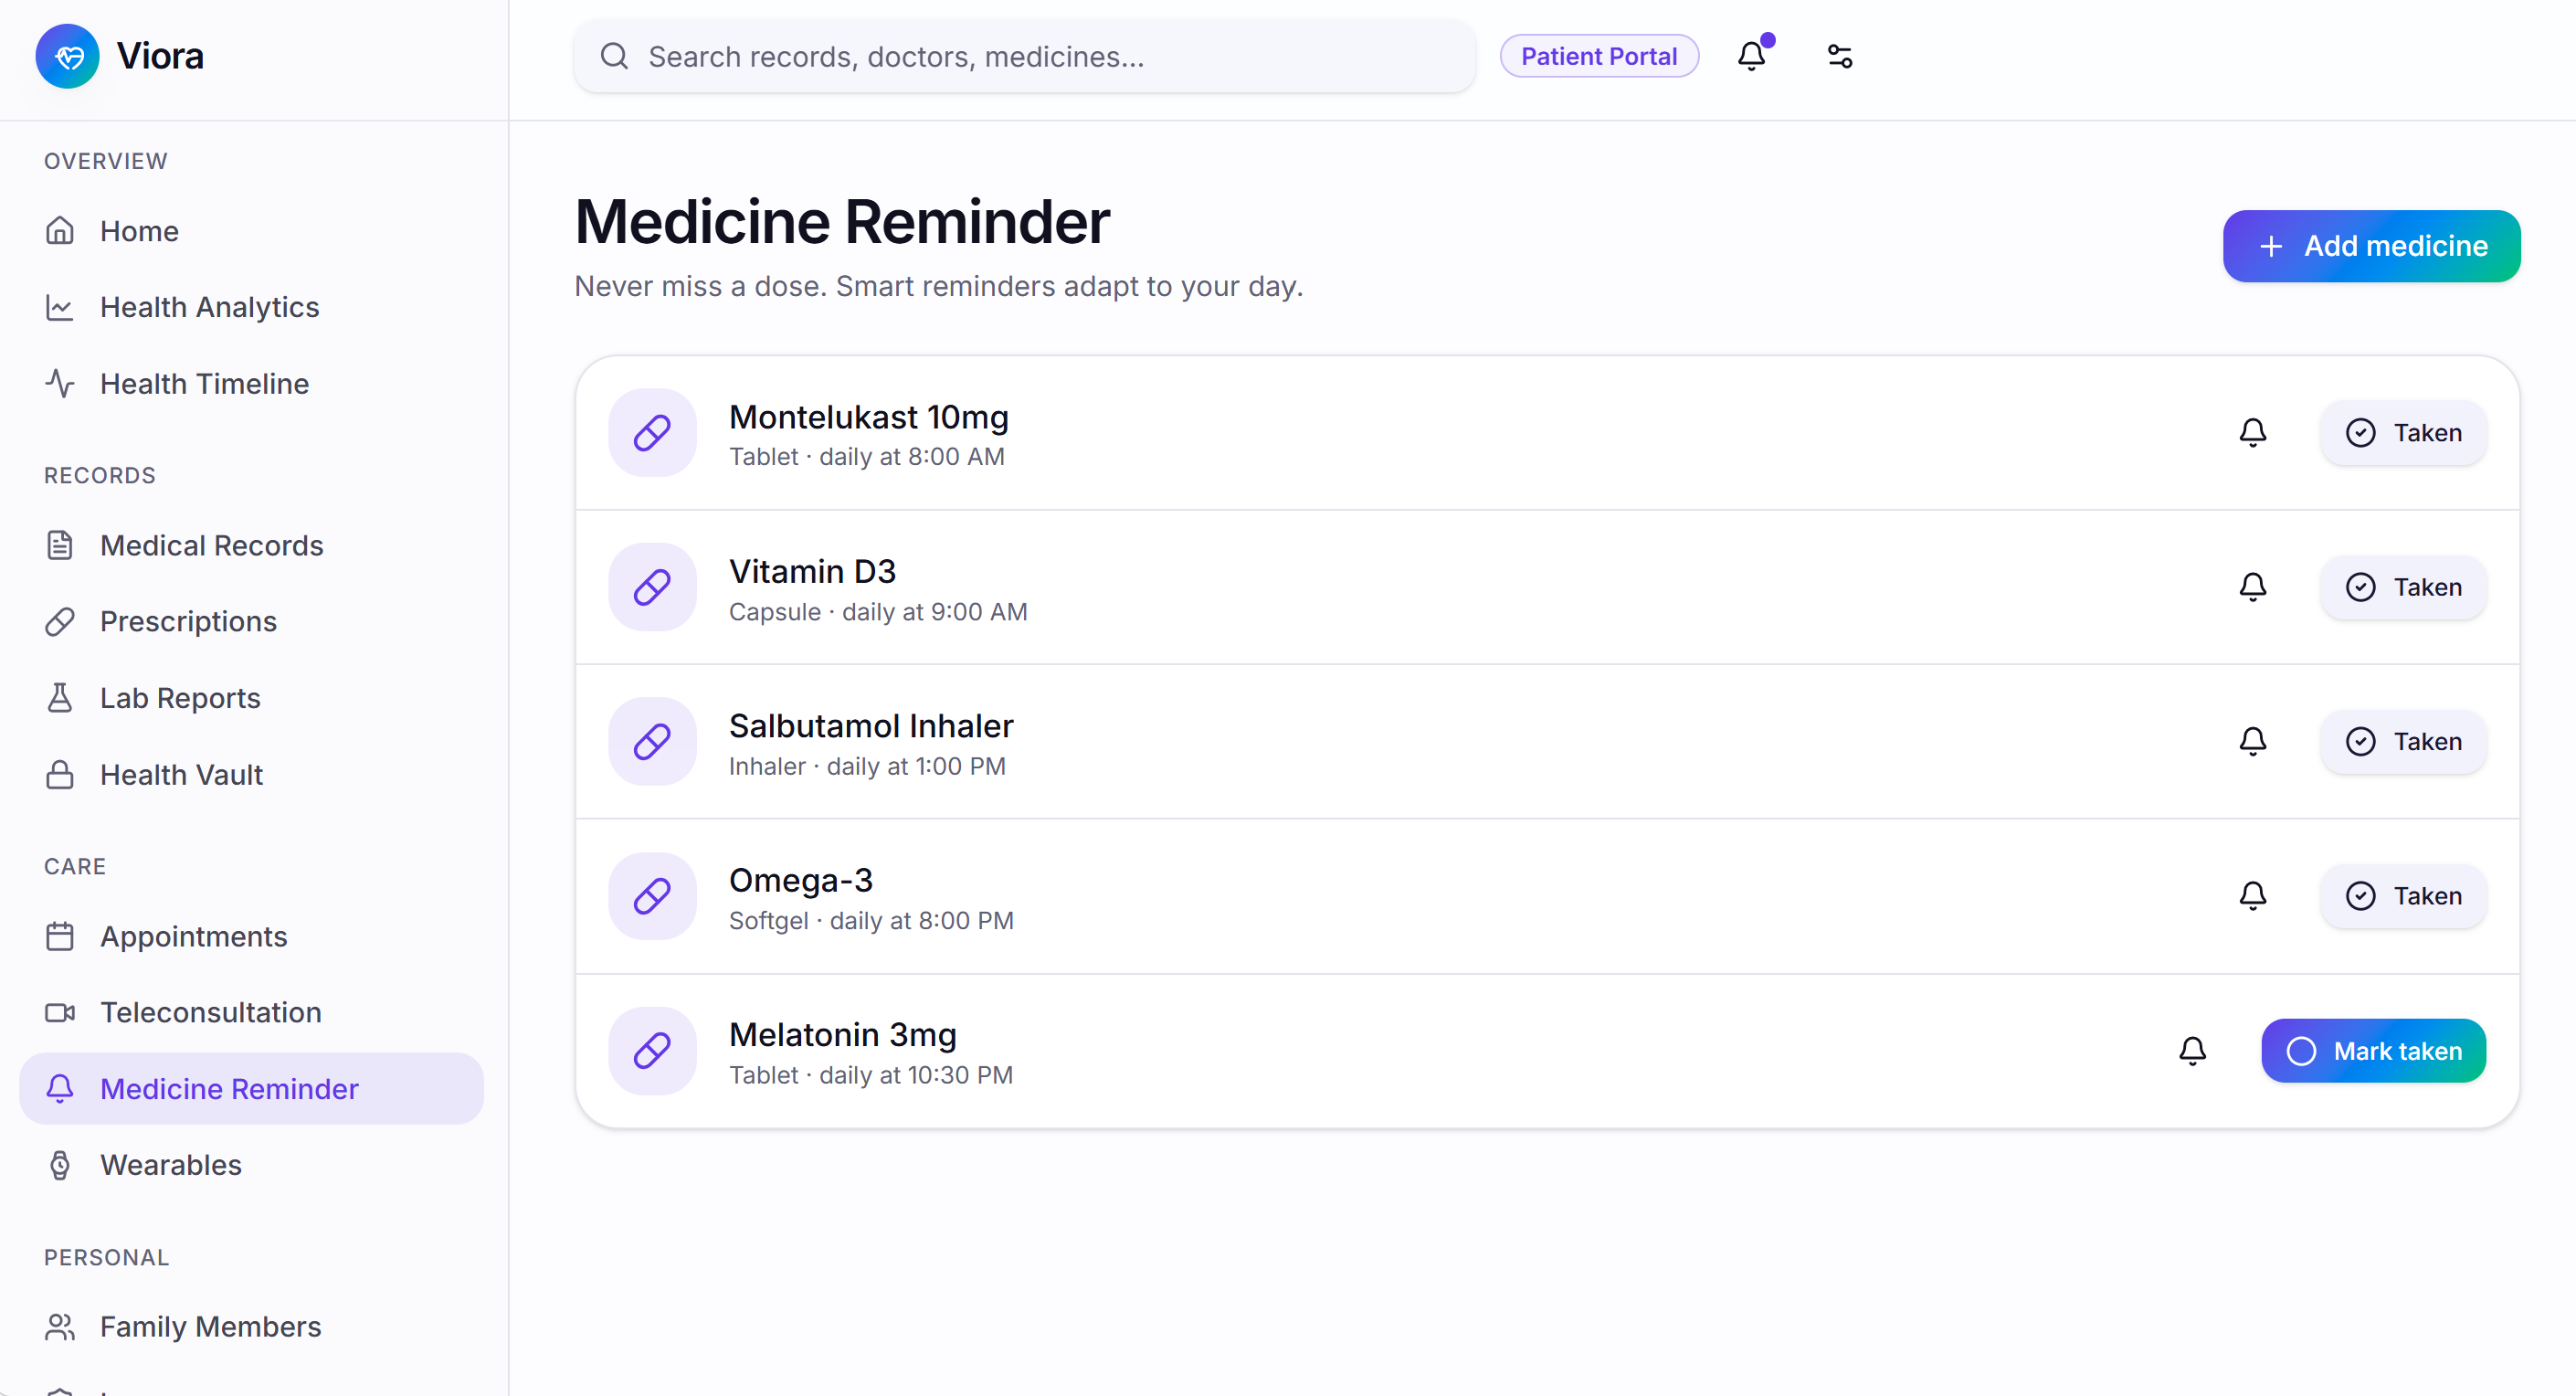 Viora
Search records, doctors, medicines...
Patient Portal
OVERVIEW
Home
Health Analytics
Health Timeline
RECORDS
Medical Records
Prescriptions
Lab Reports
Health Vault
CARE
Appointments
Teleconsultation
Medicine Reminder
Wearables
PERSONAL
Family Members
Medicine Reminder
Never miss a dose. Smart reminders adapt to your day.
Add medicine
Montelukast 10mg
Tablet · daily at 8:00 AM
Taken
Vitamin D3
Capsule · daily at 9:00 AM
Taken
Salbutamol Inhaler
Inhaler · daily at 1:00 PM
Taken
Omega-3
Softgel · daily at 8:00 PM
Taken
Melatonin 3mg
Tablet · daily at 10:30 PM
Mark taken